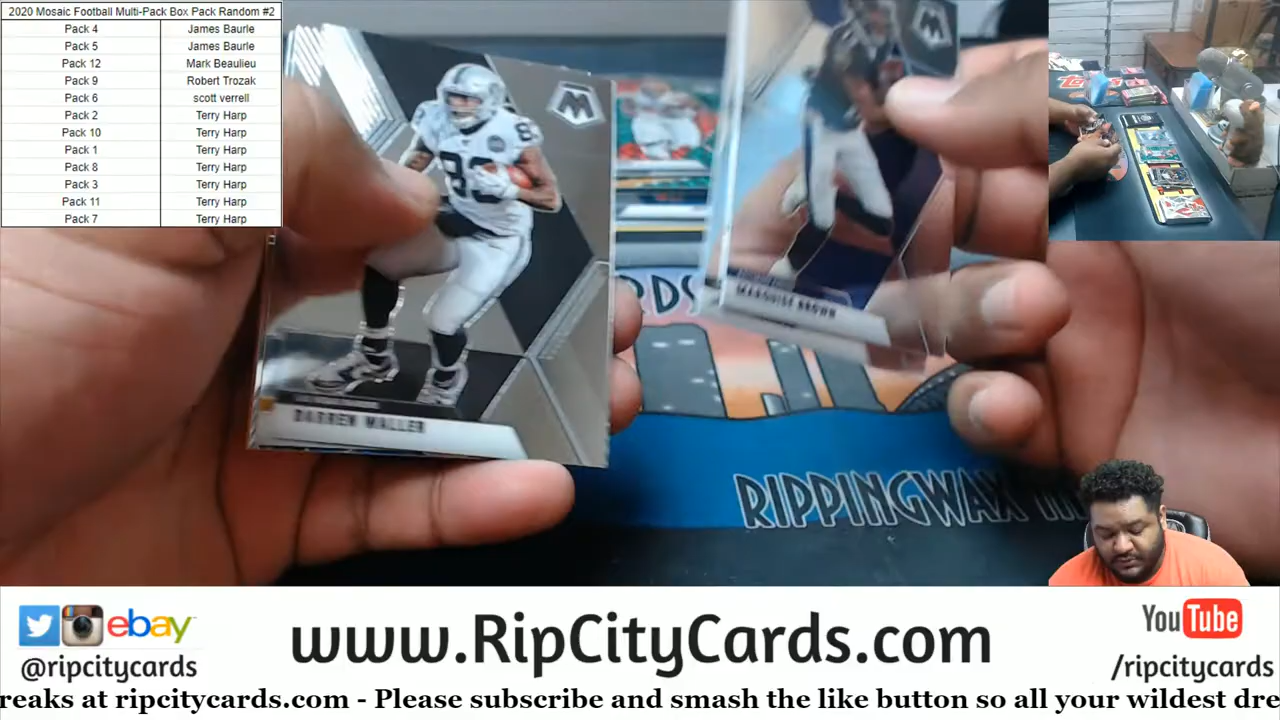 2020 Mosaic Football Multi-Pack Box Pack Random #2
Pack 4 James Baurle
Pack 5 James Baurle
Pack 12 Mark Beaulieu
Pack 9 Robert Trozak
Pack 6 scott verrell
Pack 2 Terry Harp
Pack 10 Terry Harp
Pack 1 Terry Harp
Pack 8 Terry Harp
Pack 3 Terry Harp
Pack 11 Terry Harp
Pack 7 Terry Harp
83
M
M
DARREN WALLER
MARQUISE BROWN
RDS
RIPPINGWAX
ebay
@ripcitycards
www.RipCityCards.com
YouTube
/ripcitycards
reaks at ripcitycards.com - Please subscribe and smash the like button so all your wildest dre